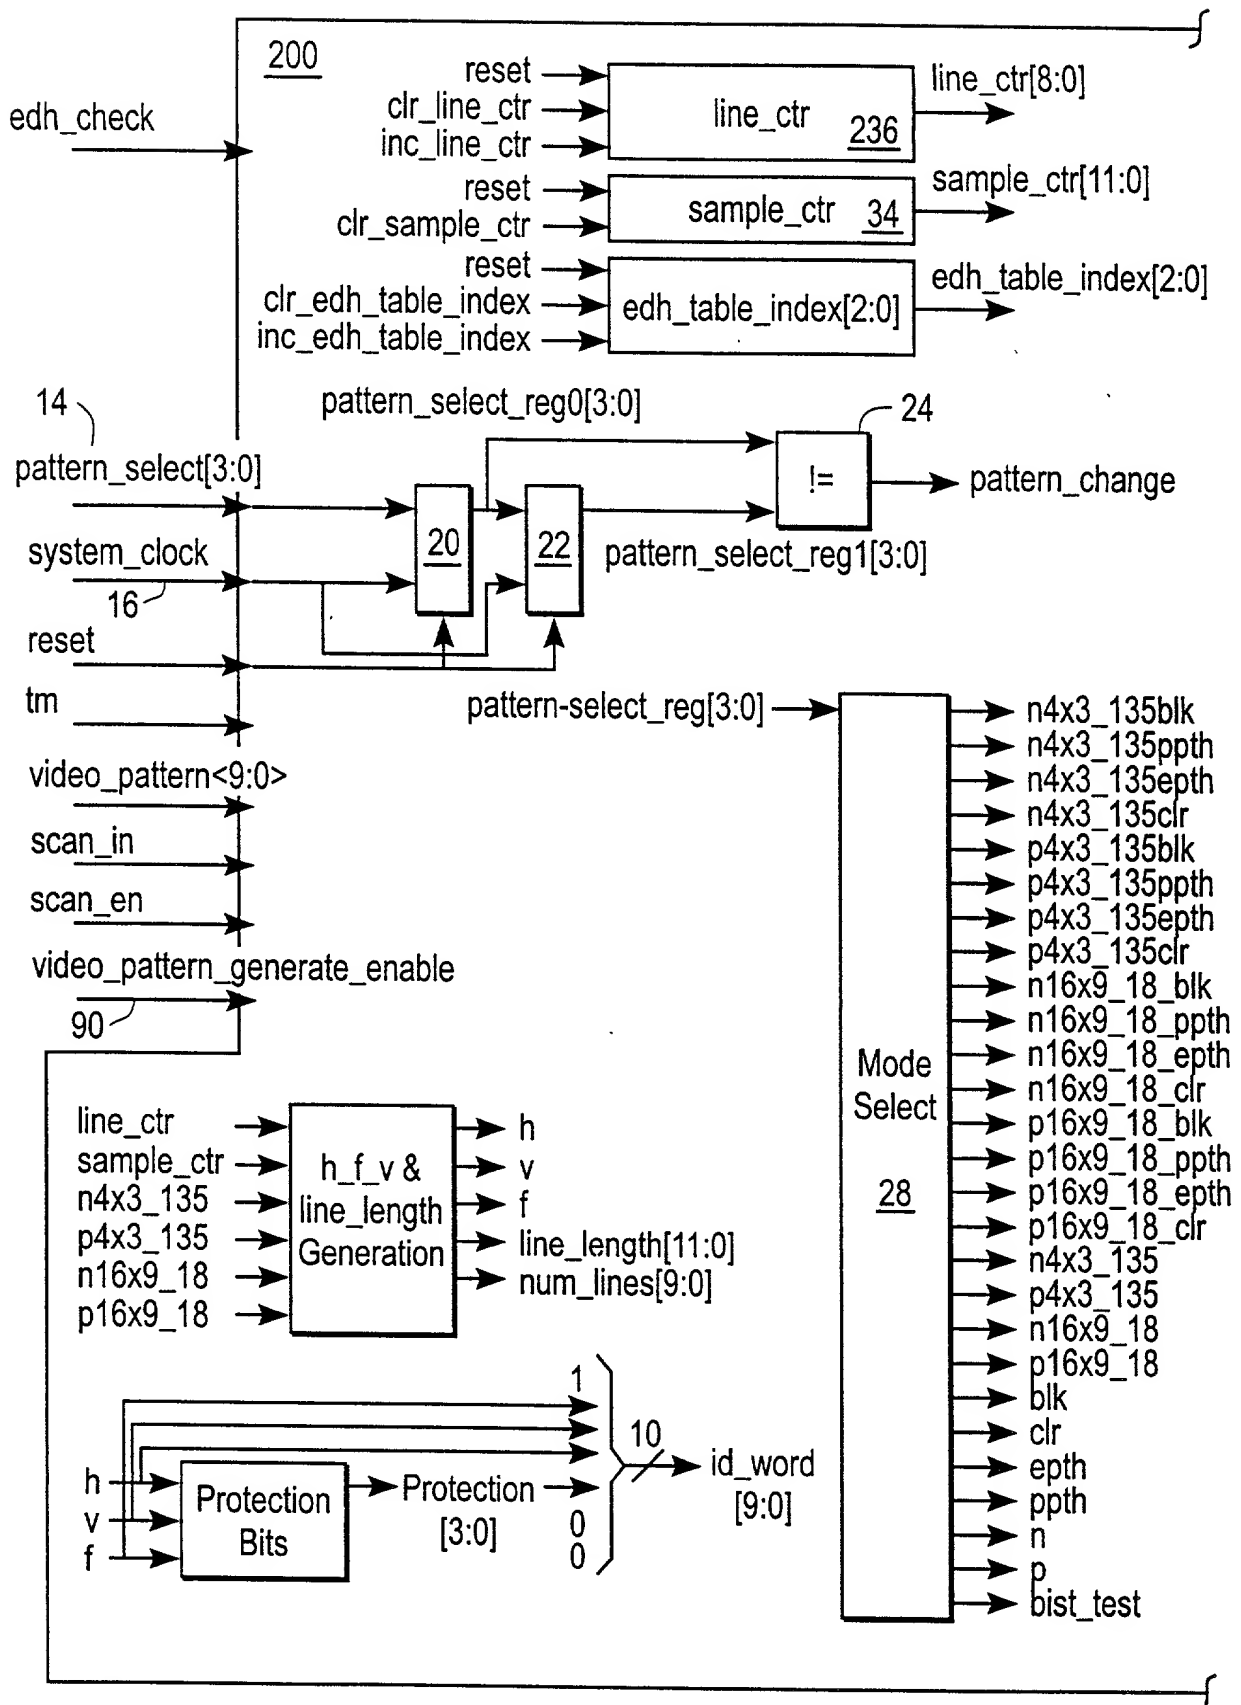 200
edh_check
reset
clr_line_ctr
inc_line_ctr
line_ctr
236
line_ctr[8:0]
reset
clr_sample_ctr
sample_ctr
34
sample_ctr[11:0]
reset
clr_edh_table_index
inc_edh_table_index
edh_table_index[2:0]
edh_table_index[2:0]
14
pattern_select[3:0]
system_clock
16
reset
tm
video_pattern<9:0>
scan_in
scan_en
video_pattern_generate_enable
90
pattern_select_reg0[3:0]
20
22
24
!=
pattern_change
pattern_select_reg1[3:0]
pattern-select_reg[3:0]
Mode
Select
28
n4x3_135blk
n4x3_135ppth
n4x3_135epth
n4x3_135clr
p4x3_135blk
p4x3_135ppth
p4x3_135epth
p4x3_135clr
n16x9_18_blk
n16x9_18_ppth
n16x9_18_epth
n16x9_18_clr
p16x9_18_blk
p16x9_18_ppth
p16x9_18_epth
p16x9_18_clr
n4x3_135
p4x3_135
n16x9_18
p16x9_18
blk
clr
epth
ppth
n
p
bist_test
line_ctr
sample_ctr
n4x3_135
p4x3_135
n16x9_18
p16x9_18
h_f_v &
line_length
Generation
h
v
f
line_length[11:0]
num_lines[9:0]
h
v
f
Protection
Bits
Protection
[3:0]
1
0
0
10
id_word
[9:0]